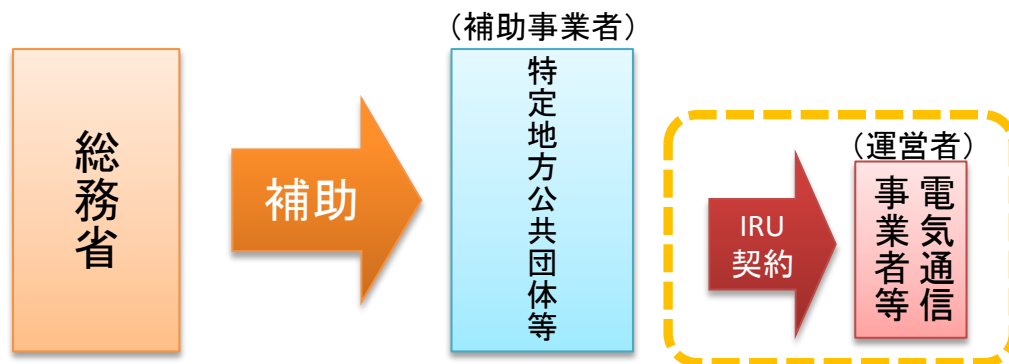 総務省
補助
（補助事業者）
特定地方公共団体等
IRU
契約
（運営者）
電気通信
事業者等